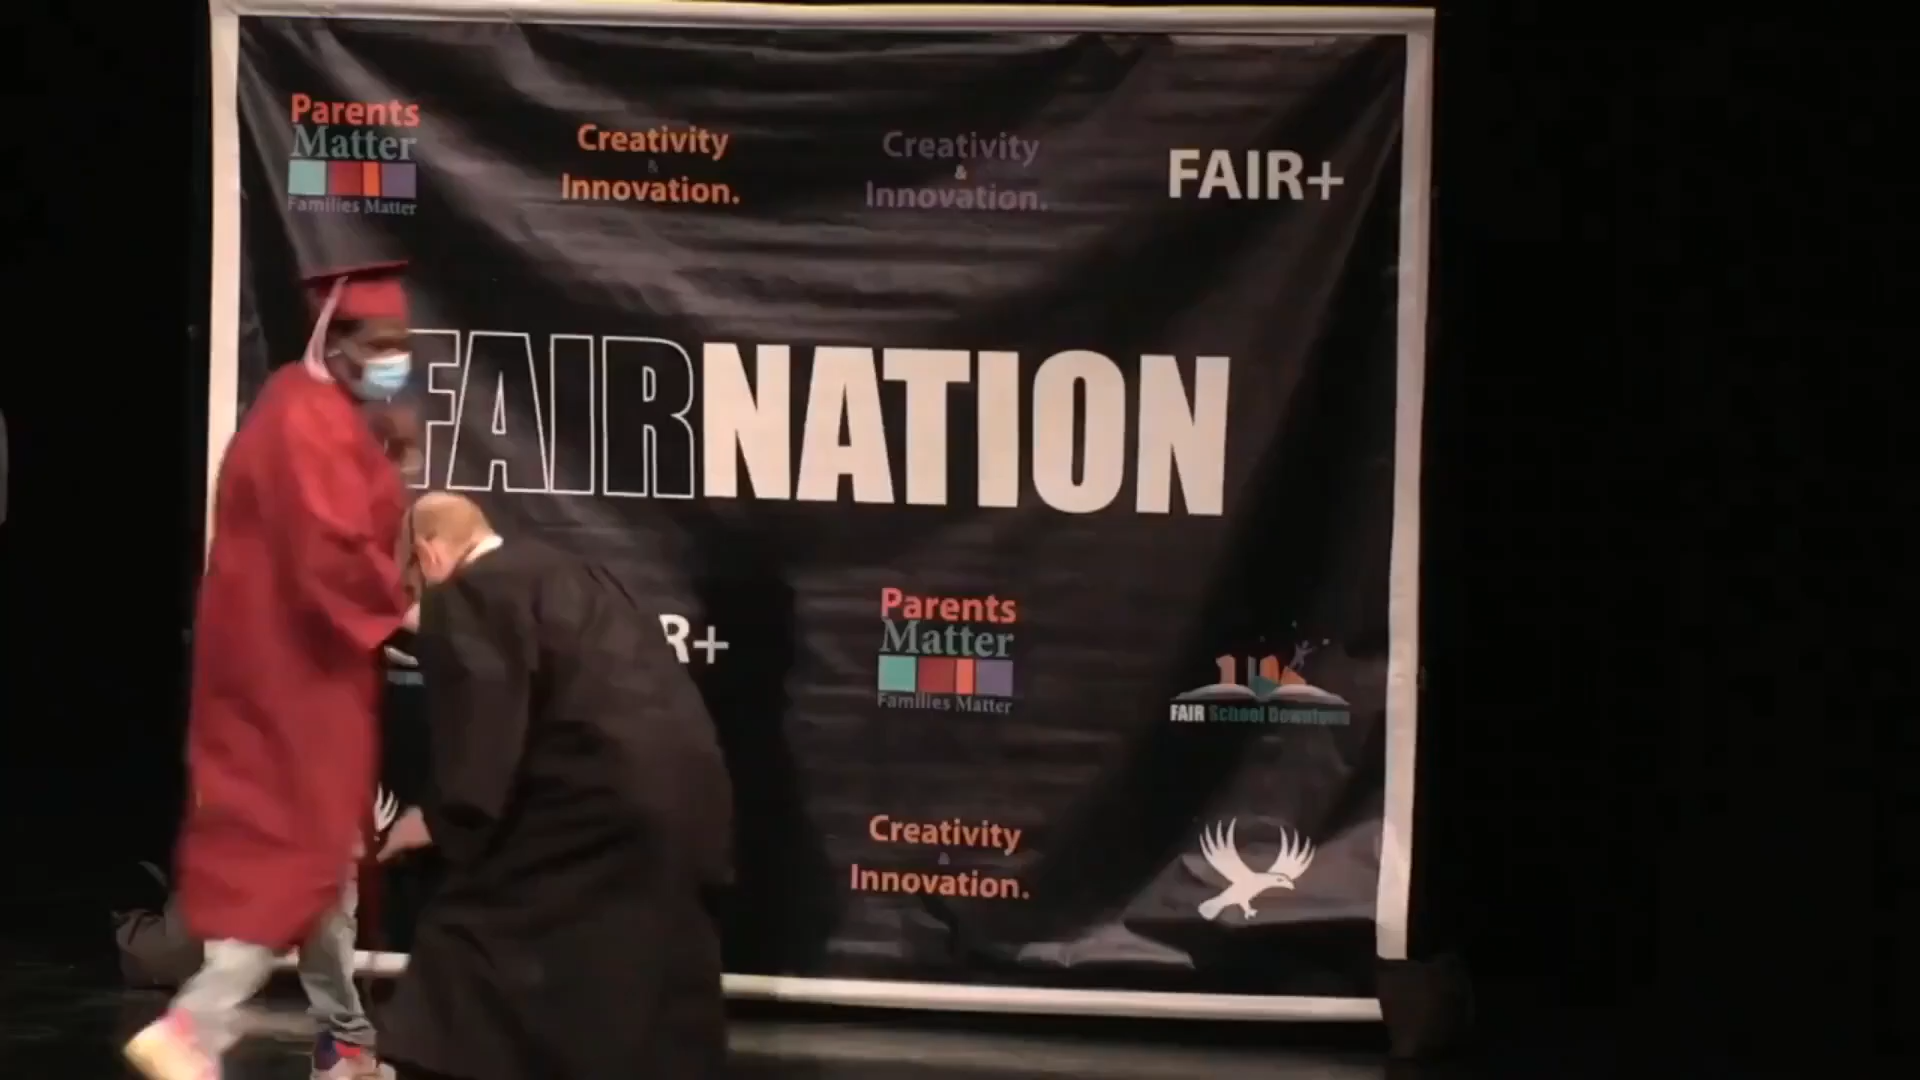 Parents
Matter
Families Matter
Creativity
&
Innovation.
Creativity
&
Innovation.
FAIR+
FAIRNATION
R+
Parents
Matter
Families Matter
FAIR School Downtown
Creativity
&
Innovation.